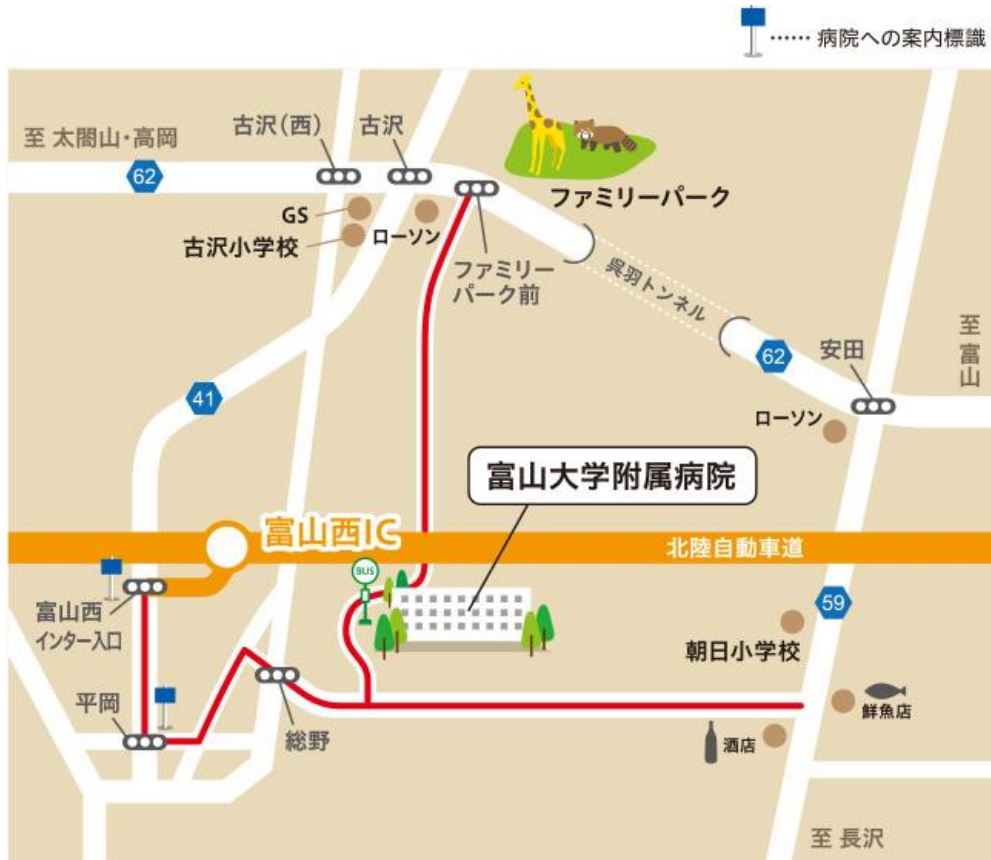 …… 病院への案内標識
至 太閤山・高岡
古沢(西)
古沢
62
GS
古沢小学校
ローソン
ファミリーパーク
ファミリー
パーク前
呉羽トンネル
62
安田
至 富山
ローソン
41
富山大学附属病院
富山西IC
北陸自動車道
BUS
富山西
インター入口
59
朝日小学校
平岡
総野
鮮魚店
酒店
至 長沢